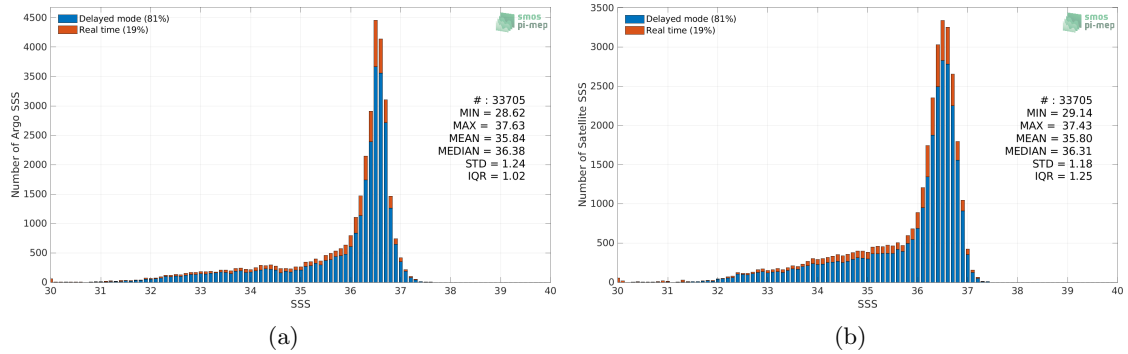 Delayed mode (81%)
Real time (19%)
smos
pi-mep
4500
4000
3500
3000
2500
2000
1500
1000
500
0
Number of Argo SSS
# : 33705
MIN = 28.62
MAX = 37.63
MEAN = 35.84
MEDIAN = 36.38
STD = 1.24
IQR = 1.02
30 31 32 33 34 35 36 37 38 39 40
SSS
(a)
Delayed mode (81%)
Real time (19%)
smos
pi-mep
3500
3000
2500
2000
1500
1000
500
0
Number of Satellite SSS
# : 33705
MIN = 29.14
MAX = 37.43
MEAN = 35.80
MEDIAN = 36.31
STD = 1.18
IQR = 1.25
30 31 32 33 34 35 36 37 38 39 40
SSS
(b)